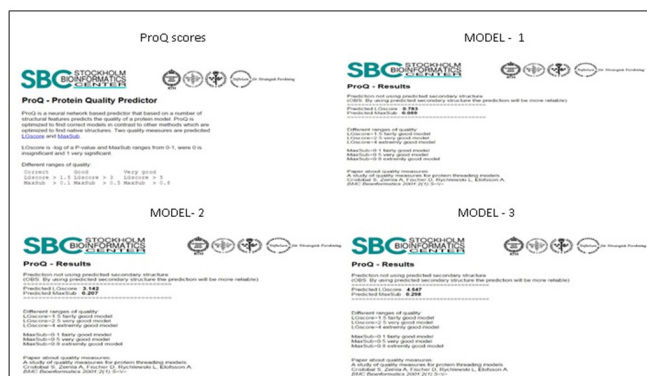 ProQ scores
SBC STOCKHOLM
BIOINFORMATICS
CENTER
ProQ - Protein Quality Predictor
ProQ is a neural network based predictor that based on a number of
structural features predicts the quality of a protein model. ProQ is
optimized to find correct models in contrast to other methods which are
optimized to find native structures. Two quality measures are predicted
LGscore and MaxSub.
LGscore is -log of a P-value and MaxSub ranges from 0-1, were 0 is
insignificant and 1 very significant.
Different ranges of quality:
Correct Good Very good
LGscore > 1.5 LGscore > 3 LGscore > 5
MaxSub > 0.1 MaxSub > 0.5 MaxSub > 0.8
MODEL - 1
SBC STOCKHOLM
BIOINFORMATICS
CENTER
ProQ - Results
Prediction not using predicted secondary structure
(OBS. By using predicted secondary structure the prediction will be more reliable)
Predicted LGscore : 0.783
Predicted MaxSub :
Different ranges of quality:
LGscore>1.5 fairly good model
LGscore>2.5 very good model
LGscore>4 extremly good model
MaxSub>0.1 fairly good model
MaxSub>0.5 very good model
MaxSub>0.8 extremly good model
Paper about quality measures:
A study of quality measures for protein threading models
Cristobal S, Zemla A, Fischer D, Rychlewski L, Elofsson A.
BMC Bioinformatics 2001;2(1):5
MODEL- 2
SBC STOCKHOLM
BIOINFORMATICS
CENTER
ProQ - Results
Prediction not using predicted secondary structure
(OBS. By using predicted secondary structure the prediction will be more reliable)
Predicted LGscore : 3.142
Predicted MaxSub : 0.207
Different ranges of quality:
LGscore>1.5 fairly good model
LGscore>2.5 very good model
LGscore>4 extremly good model
MaxSub>0.1 fairly good model
MaxSub>0.5 very good model
MaxSub>0.8 extremly good model
Paper about quality measures:
A study of quality measures for protein threading models
Cristobal S, Zemla A, Fischer D, Rychlewski L, Elofsson A.
BMC Bioinformatics 2001;2(1):5
MODEL - 3
SBC STOCKHOLM
BIOINFORMATICS
CENTER
ProQ - Results
Prediction not using predicted secondary structure
(OBS. By using predicted secondary structure the prediction will be more reliable)
Predicted LGscore : 4.547
Predicted MaxSub : 0.298
Different ranges of quality:
LGscore>1.5 fairly good model
LGscore>2.5 very good model
LGscore>4 extremly good model
MaxSub>0.1 fairly good model
MaxSub>0.5 very good model
MaxSub>0.8 extremly good model
Paper about quality measures:
A study of quality measures for protein threading models
Cristobal S, Zemla A, Fischer D, Rychlewski L, Elofsson A.
BMC Bioinformatics 2001;2(1):5